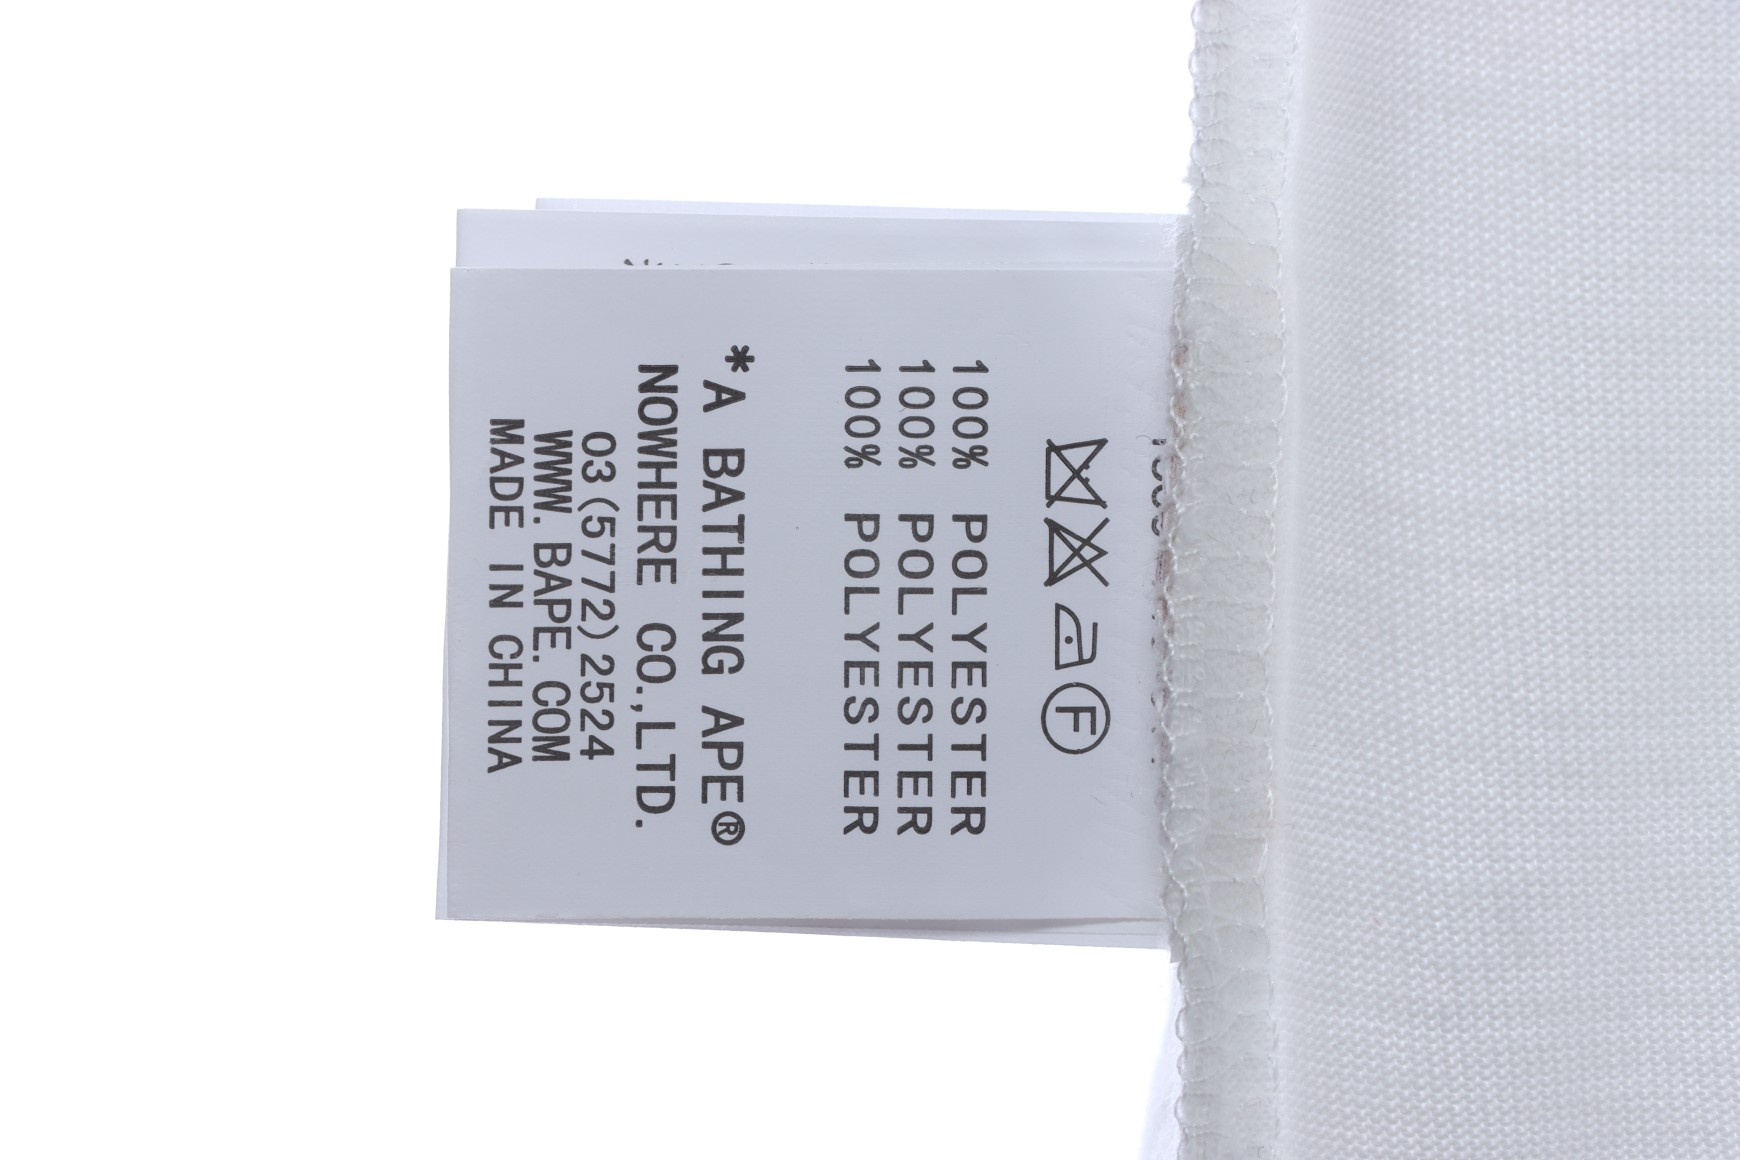 F
100% POLYESTER
100% POLYESTER
100% POLYESTER
*A BATHING APE®
NOWHERE CO.,LTD.
03(5772)2524
WWW.BAPE.COM
MADE IN CHINA